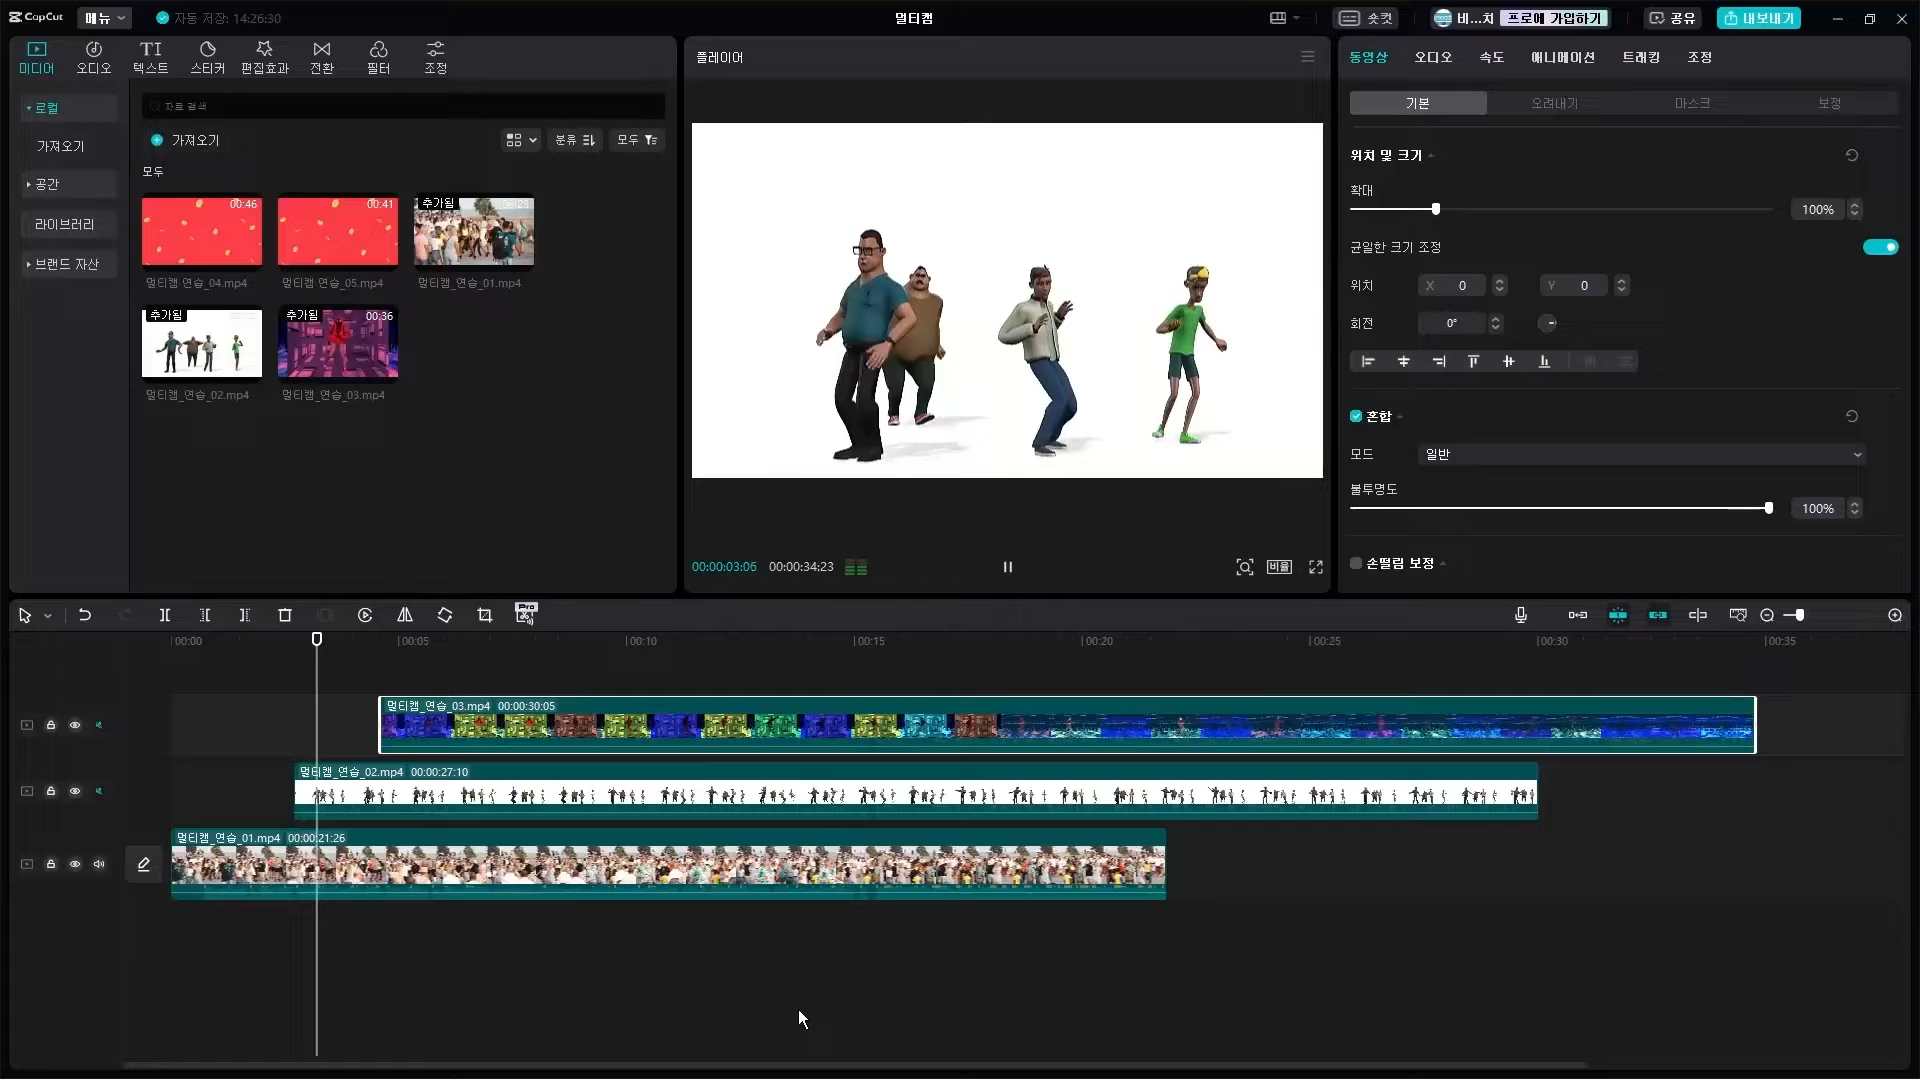 CapCut
메뉴
자동 저장: 14:26:30
멀티캠
숏컷
비...치
프로에 가입하기
공유
내보내기
미디어
오디오
텍스트
스티커
편집효과
전환
필터
조정
로컬
가져오기
공간
라이브러리
브랜드 자산
자료 검색
가져오기
분류
모두
모두
00:46
멀티캠 연습_04.mp4
00:41
멀티캠 연습_05.mp4
추가됨
멀티캠_연습_01.mp4
추가됨
멀티캠_연습_02.mp4
추가됨
00:36
멀티캠_연습_03.mp4
플레이어
00:00:03:06
00:00:34:23
비율
동영상
오디오
속도
애니메이션
트래킹
조정
기본
오려내기
마스크
보정
위치 및 크기
확대
100%
균일한 크기 조정
위치
X 0
Y 0
회전
0°
혼합
모드
일반
불투명도
100%
손떨림 보정
Pro
00:00
00:05
00:10
00:15
00:20
00:25
00:30
00:35
멀티캠_연습_03.mp4 00:00:30:05
멀티캠_연습_02.mp4 00:00:27:10
멀티캠_연습_01.mp4 00:00:21:26